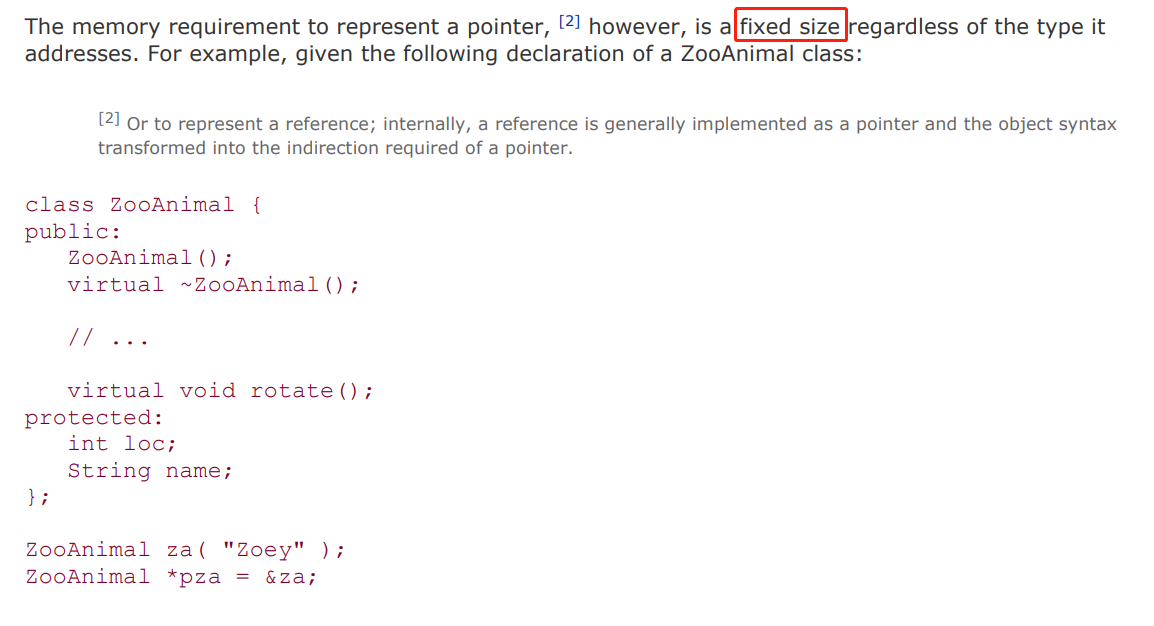 The memory requirement to represent a pointer, [2] however, is a fixed size regardless of the type it
addresses. For example, given the following declaration of a ZooAnimal class:
[2] Or to represent a reference; internally, a reference is generally implemented as a pointer and the object syntax
transformed into the indirection required of a pointer.
class ZooAnimal {
public:
   ZooAnimal();
   virtual ~ZooAnimal();
   // ...
   virtual void rotate();
protected:
   int loc;
   String name;
};
ZooAnimal za( "Zoey" );
ZooAnimal *pza = &za;